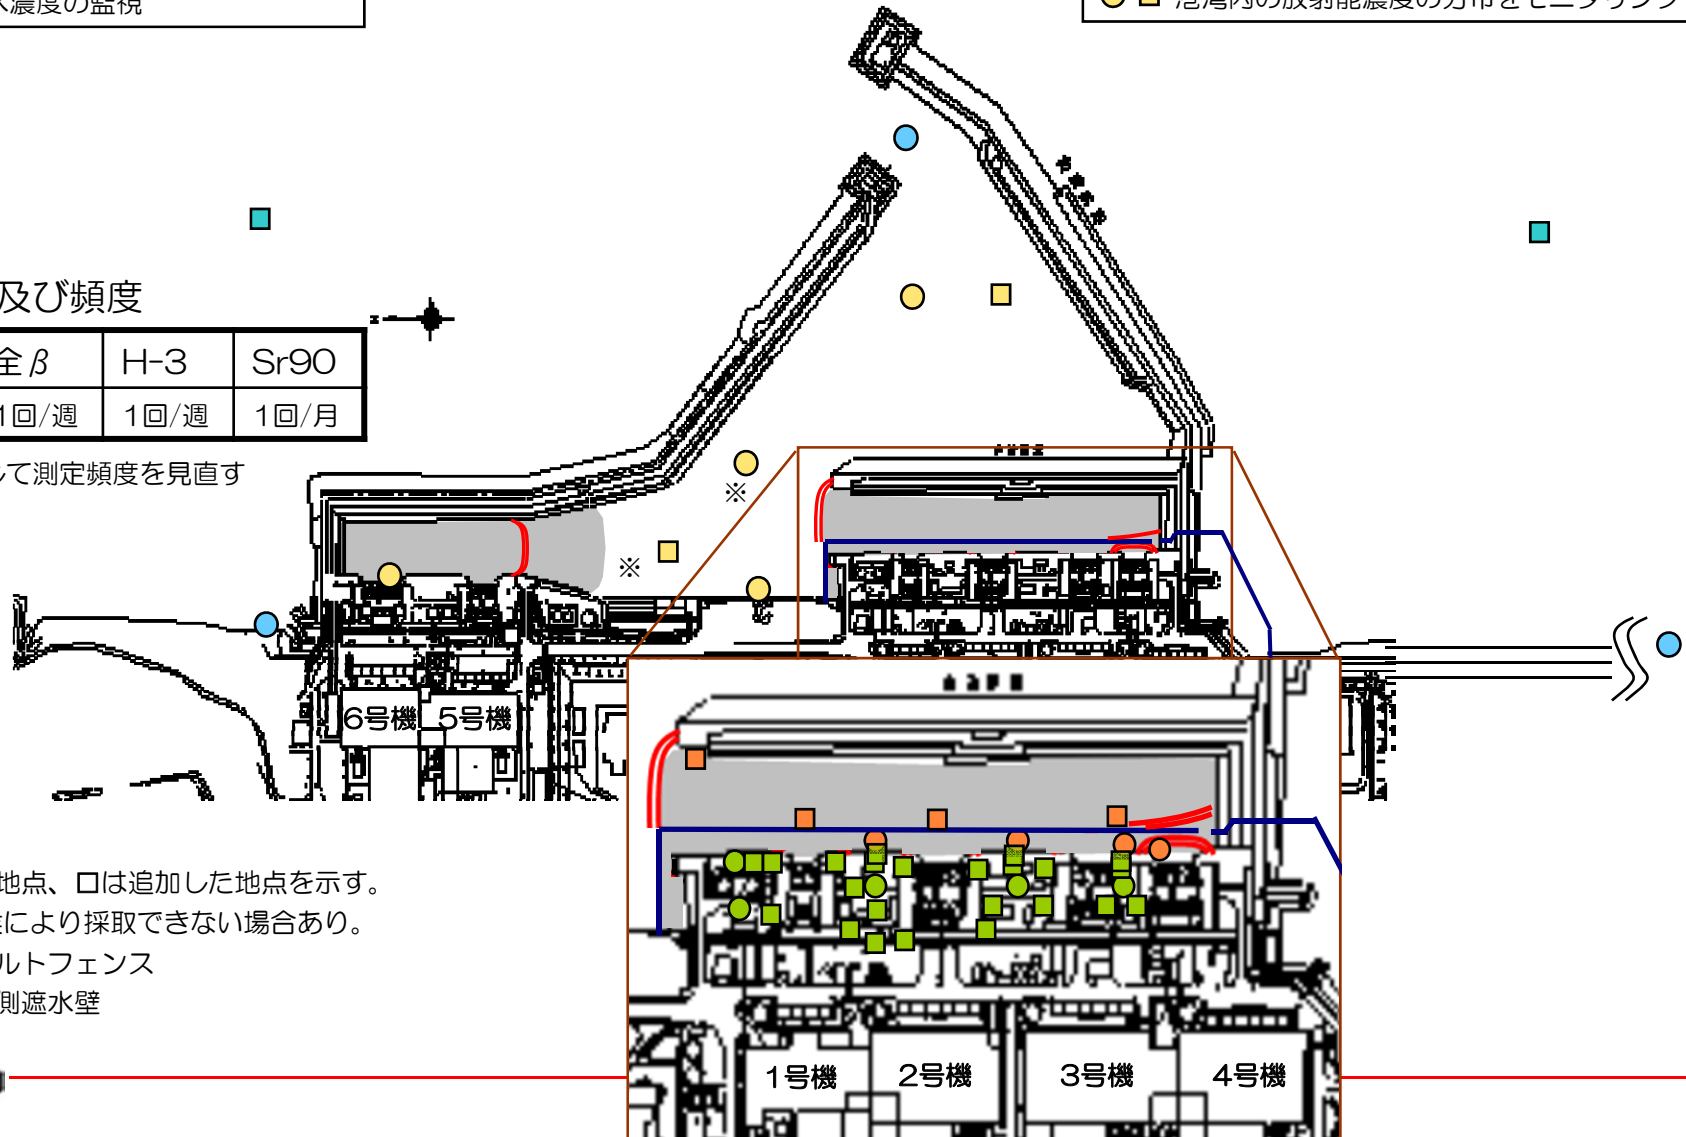 水濃度の監視
港湾内の放射能濃度の分布をモニタリング
及び頻度
全β H-3 Sr90
1回/週 1回/週 1回/月
して測定頻度を見直す
※
※
6号機 5号機
地点、口は追加した地点を示す。
により採取できない場合あり。
ルトフェンス
側遮水壁
1号機 2号機 3号機 4号機